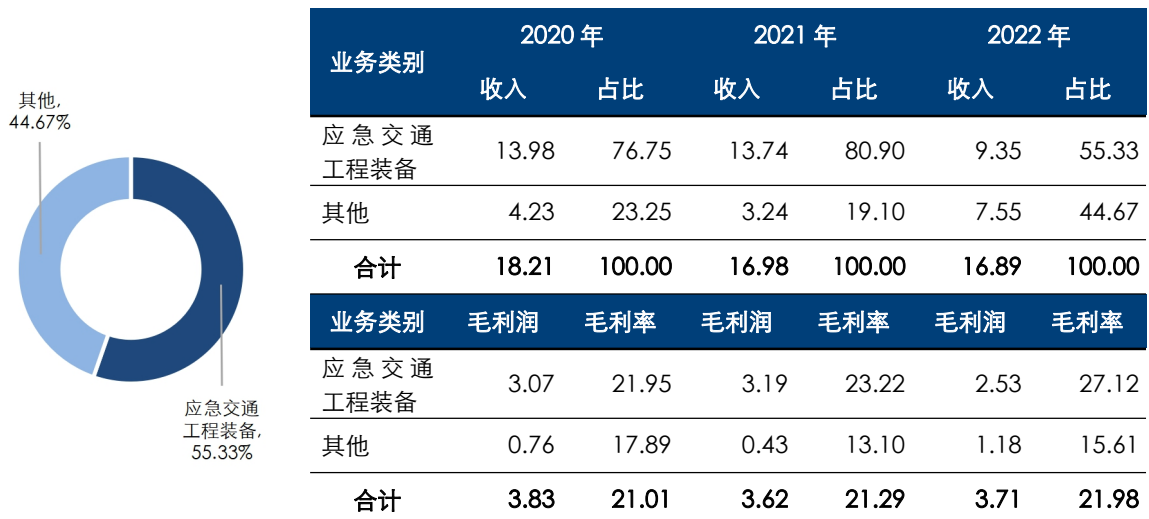 其他,
44.67%
应急交通
工程装备,
55.33%
业务类别 2020 年 2021 年 2022 年
收入 占比 收入 占比 收入 占比
应急交通
工程装备 13.98 76.75 13.74 80.90 9.35 55.33
其他 4.23 23.25 3.24 19.10 7.55 44.67
合计 18.21 100.00 16.98 100.00 16.89 100.00
业务类别 毛利润 毛利率 毛利润 毛利率 毛利润 毛利率
应急交通
工程装备 3.07 21.95 3.19 23.22 2.53 27.12
其他 0.76 17.89 0.43 13.10 1.18 15.61
合计 3.83 21.01 3.62 21.29 3.71 21.98